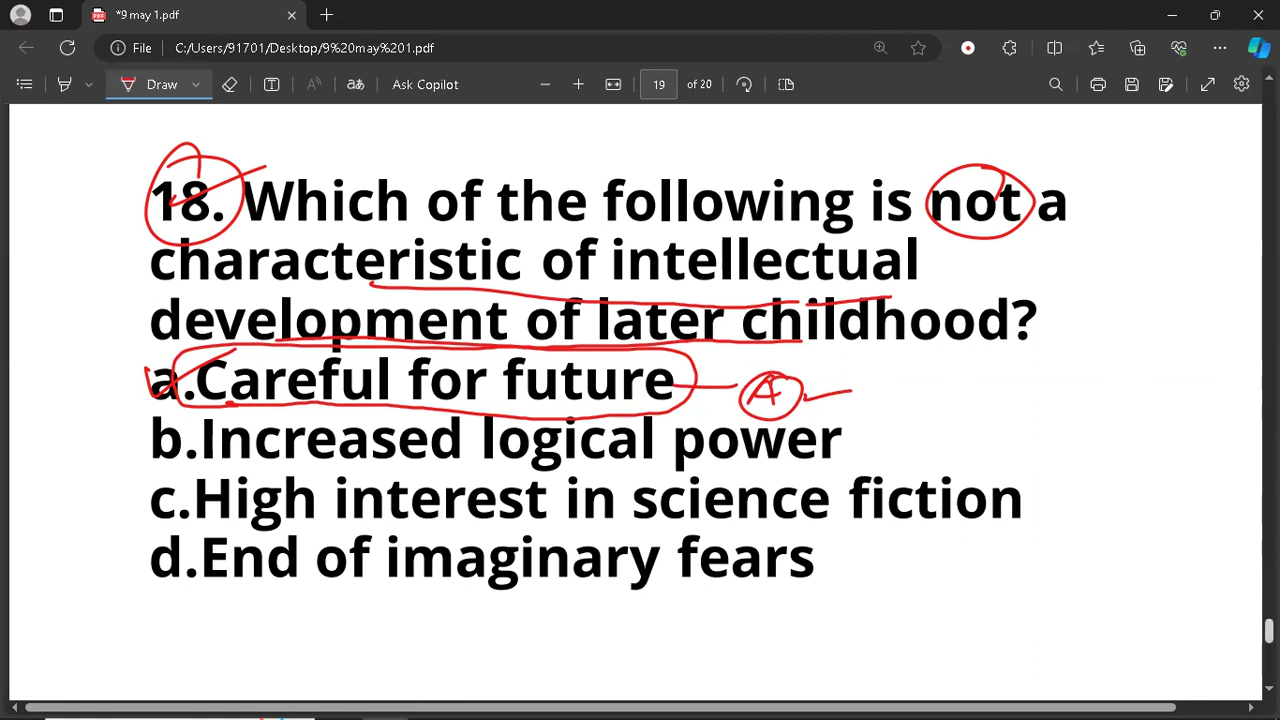 *9 may 1.pdf
File C:/Users/91701/Desktop/9%20may%201.pdf
Draw aあ Ask Copilot 19 of 20
18. Which of the following is not a
characteristic of intellectual
development of later childhood?
a.Careful for future A
b.Increased logical power
c.High interest in science fiction
d.End of imaginary fears